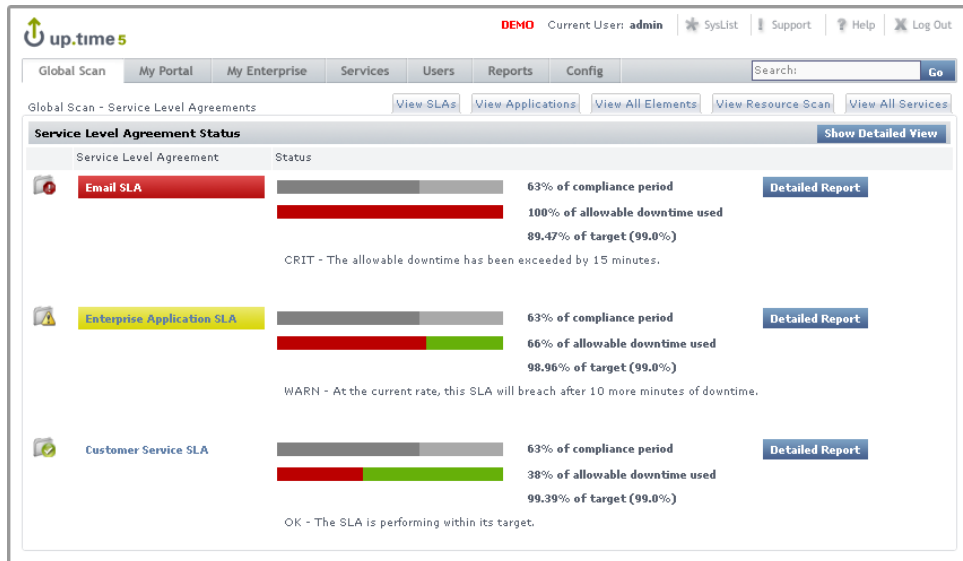 DEMO Current User: admin SysList Support Help Log Out
up.time 5
Global Scan My Portal My Enterprise Services Users Reports Config Search: Go
Global Scan - Service Level Agreements View SLAs View Applications View All Elements View Resource Scan View All Services
Service Level Agreement Status Show Detailed View
Service Level Agreement Status
Email SLA 63% of compliance period Detailed Report
100% of allowable downtime used
89.47% of target (99.0%)
CRIT - The allowable downtime has been exceeded by 15 minutes.
Enterprise Application SLA 63% of compliance period Detailed Report
66% of allowable downtime used
98.96% of target (99.0%)
WARN - At the current rate, this SLA will breach after 10 more minutes of downtime.
Customer Service SLA 63% of compliance period Detailed Report
38% of allowable downtime used
99.39% of target (99.0%)
OK - The SLA is performing within its target.